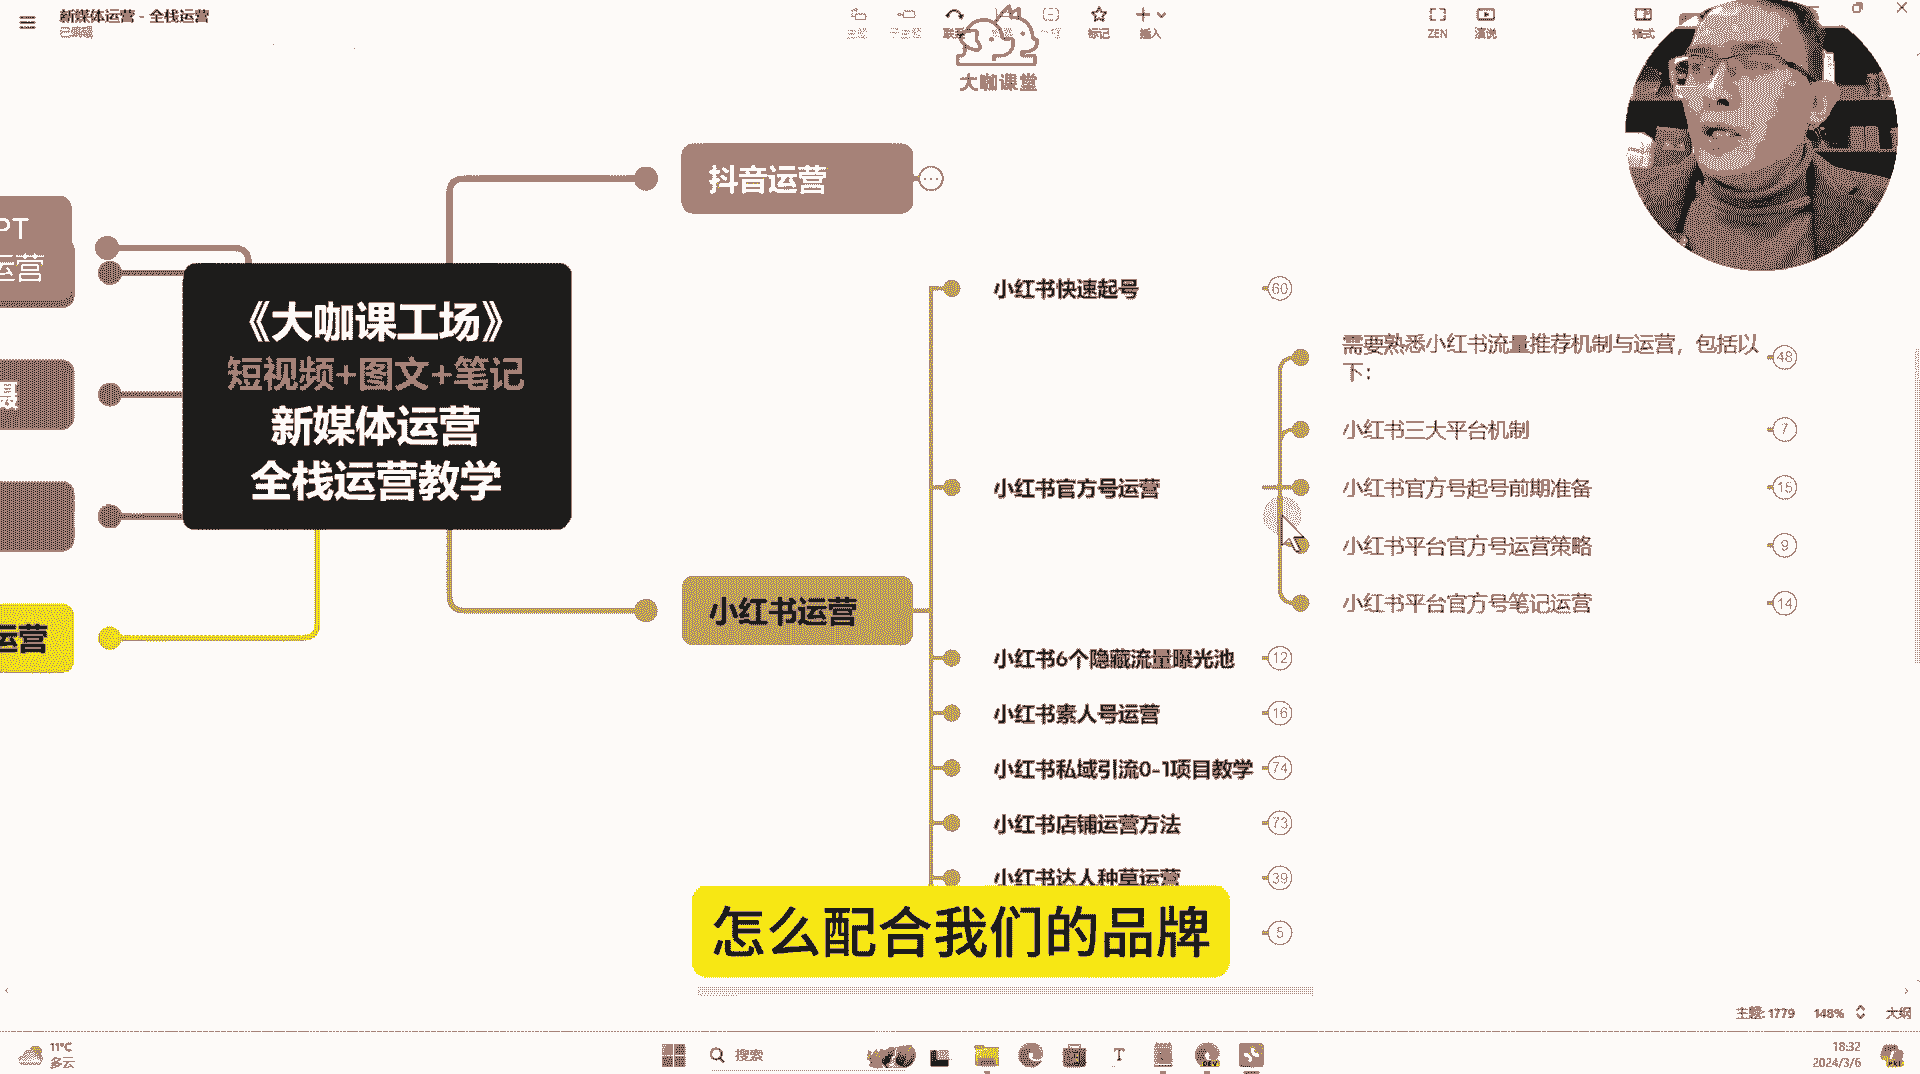 新媒体运营 - 全栈运营
已编辑
联系
标记
插入
ZEN
演说
格式
大咖课堂
PT
运营
摄
运营
《大咖课工场》
短视频+图文+笔记
新媒体运营
全栈运营教学
抖音运营
小红书运营
小红书快速起号
60
小红书官方号运营
需要熟悉小红书流量推荐机制与运营，包括以
下：
48
小红书三大平台机制
7
小红书官方号起号前期准备
15
小红书平台官方号运营策略
9
小红书平台官方号笔记运营
14
小红书6个隐藏流量曝光池
12
小红书素人号运营
16
小红书私域引流0-1项目教学
74
小红书店铺运营方法
73
小红书达人种草运营
39
5
怎么配合我们的品牌
主题: 1779
148%
大纲
11°C
多云
搜索
18:32
2024/3/6